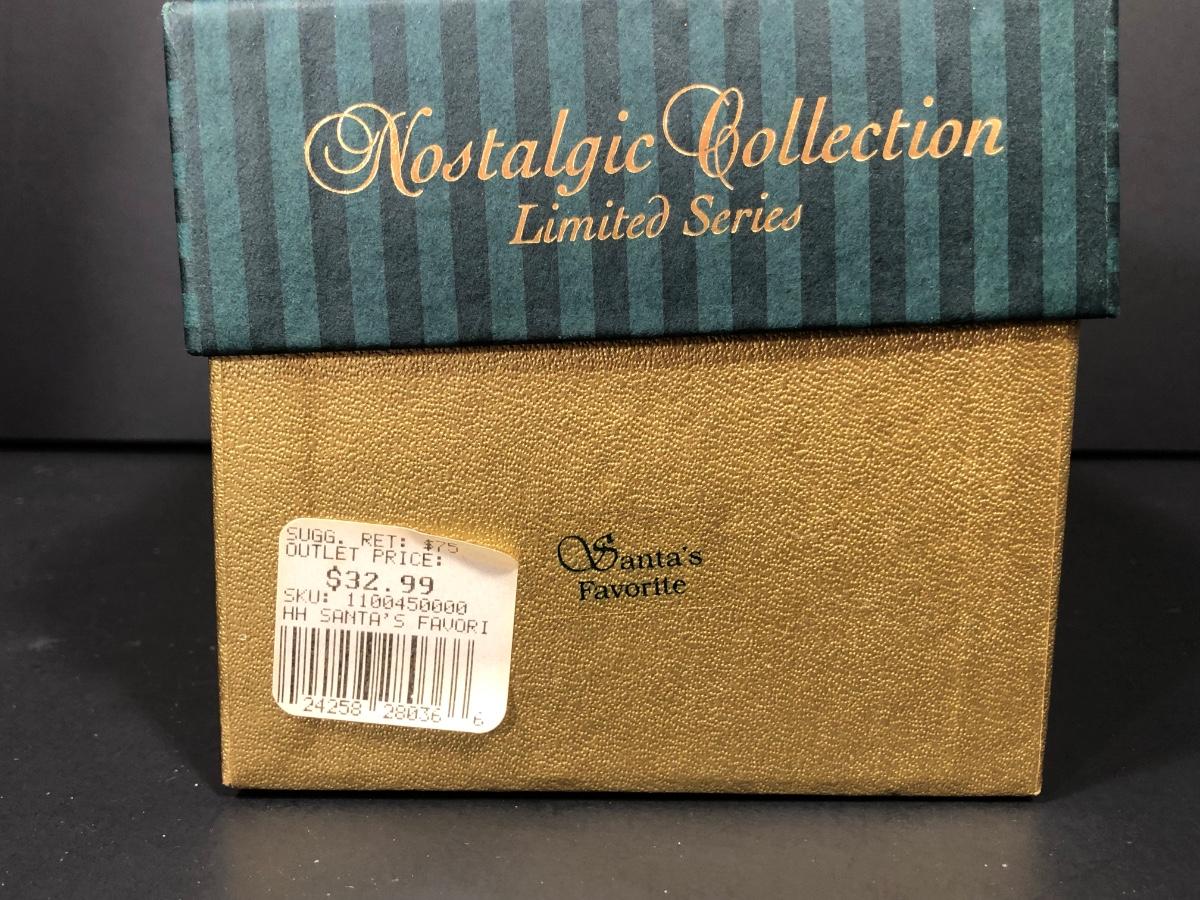 Nostalgic Collection
Limited Series
SUGG. RET: $75
OUTLET PRICE:
$32.99
SKU: 1100450000
HH SANTA'S FAVORI
24258 28036 6
Santa's
Favorite